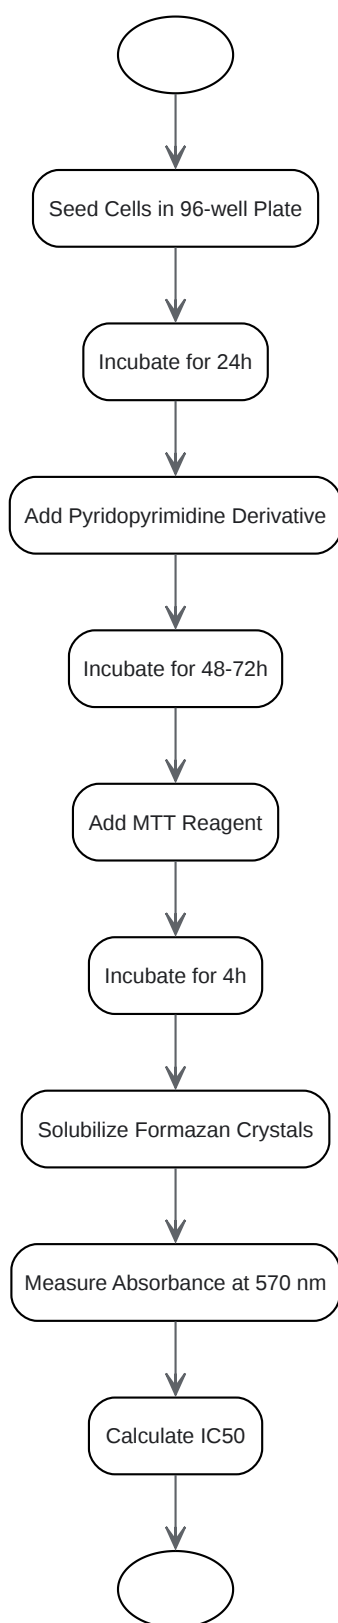 Seed Cells in 96-well Plate
Incubate for 24h
Add Pyridopyrimidine Derivative
Incubate for 48-72h
Add MTT Reagent
Incubate for 4h
Solubilize Formazan Crystals
Measure Absorbance at 570 nm
Calculate IC50